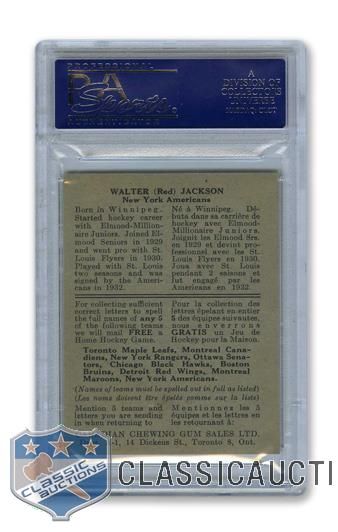 PROFESSIONAL
PSA
Sports
AUTHENTICATOR
A
DIVISION OF
COLLECTORS
UNIVERSE
WALTER (Red) JACKSON
New York Americans
Born in Winnipeg.
Started hockey career
with Elmood-Million-
aire Juniors. Joined El-
mood Seniors in 1929
and went pro with St.
Louis Flyers in 1930.
Played with St. Louis
two seasons and was
signed by the Ameri-
cans in 1932.
Né à Winnipeg. Dé-
buta dans sa carrière de
hockey avec Elmood-
Millionaire Juniors.
Joignit les Elmood Srs.
en 1929 et devint pro-
fessionnel avec les St.
Louis Flyers en 1930.
Joua avec St. Louis
pendant 2 saisons et
fut engagé par les
Americans en 1932.
For collecting sufficient
correct letters to spell
the full names of any 5
of the following teams
we will mail FREE a
Home Hockey Game.
Pour la collection de
lettres épelant en entier
5 des équipes suivantes,
nous enverons
GRATIS un Jeu de
Hockey pour la Maison.
Toronto Maple Leafs, Montreal Cana-
diens, New York Rangers, Ottawa Sena-
tors, Chicago Black Hawks, Boston
Bruins, Detroit Red Wings, Montreal
Maroons, New York Americans.
(Names of teams must be spelled out in full as listed)
(Les noms doivent être épelés en entier comme susdit)
Mention 5 teams and
letters you are sending
in when returning to
Mentionnez les 5
équipes et les lettres en
les retournant à:
DIAN CHEWING GUM SALES LTD.
-1, 14 Dickens St., Toronto 8, Ont.
CLASSIC
AUCTIONS
CLASSICAUCTI